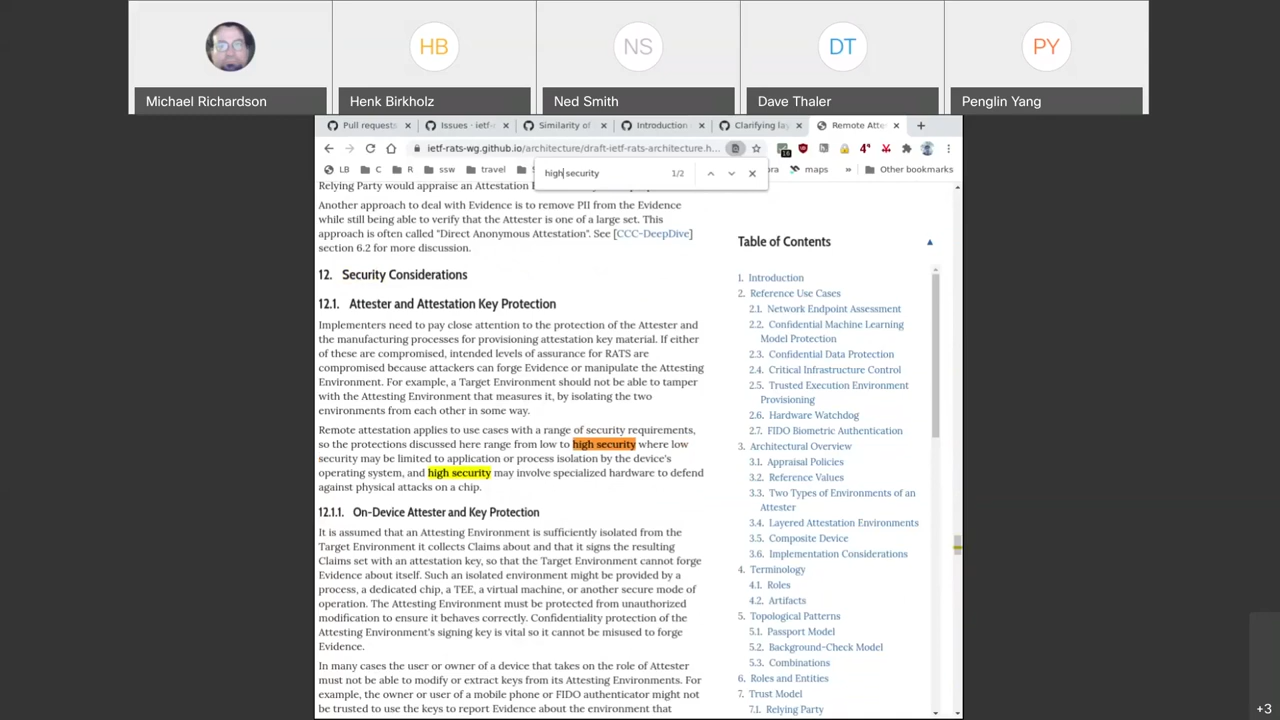 HB
NS
DT
PY
Michael Richardson
Henk Birkholz
Ned Smith
Dave Thaler
Penglin Yang
Pull requests
Issues · ietf-r
Similarity of
Introduction
Clarifying lay
Remote Atte
ietf-rats-wg.github.io/architecture/draft-ietf-rats-architecture.h...
LB
C
R
ssw
travel
maps
»
Other bookmarks
high security
1/2
Another approach to deal with Evidence is to remove PII from the Evidence
while still being able to verify that the Attester is one of a large set. This
approach is often called "Direct Anonymous Attestation". See [CCC-DeepDive]
section 6.2 for more discussion.
12. Security Considerations
12.1. Attester and Attestation Key Protection
Implementers need to pay close attention to the protection of the Attester and
the manufacturing processes for provisioning attestation key material. If either
of these are compromised, intended levels of assurance for RATS are
compromised because attackers can forge Evidence or manipulate the Attesting
Environment. For example, a Target Environment should not be able to tamper
with the Attesting Environment that measures it, by isolating the two
environments from each other in some way.
Remote attestation applies to use cases with a range of security requirements,
so the protections discussed here range from low to high security where low
security may be limited to application or process isolation by the device's
operating system, and high security may involve specialized hardware to defend
against physical attacks on a chip.
12.1.1. On-Device Attester and Key Protection
It is assumed that an Attesting Environment is sufficiently isolated from the
Target Environment it collects Claims about and that it signs the resulting
Claims set with an attestation key, so that the Target Environment cannot forge
Evidence about itself. Such an isolated environment might be provided by a
process, a dedicated chip, a TEE, a virtual machine, or another secure mode of
operation. The Attesting Environment must be protected from unauthorized
modification to ensure it behaves correctly. Confidentiality protection of the
Attesting Environment's signing key is vital so it cannot be misused to forge
Evidence.
In many cases the user or owner of a device that takes on the role of Attester
must not be able to modify or extract keys from its Attesting Environments. For
example, the owner or user of a mobile phone or FIDO authenticator might not
be trusted to use the keys to report Evidence about the environment that
Table of Contents
1. Introduction
2. Reference Use Cases
2.1. Network Endpoint Assessment
2.2. Confidential Machine Learning
Model Protection
2.3. Confidential Data Protection
2.4. Critical Infrastructure Control
2.5. Trusted Execution Environment
Provisioning
2.6. Hardware Watchdog
2.7. FIDO Biometric Authentication
3. Architectural Overview
3.1. Appraisal Policies
3.2. Reference Values
3.3. Two Types of Environments of an
Attester
3.4. Layered Attestation Environments
3.5. Composite Device
3.6. Implementation Considerations
4. Terminology
4.1. Roles
4.2. Artifacts
5. Topological Patterns
5.1. Passport Model
5.2. Background-Check Model
5.3. Combinations
6. Roles and Entities
7. Trust Model
7.1. Relying Party
+3